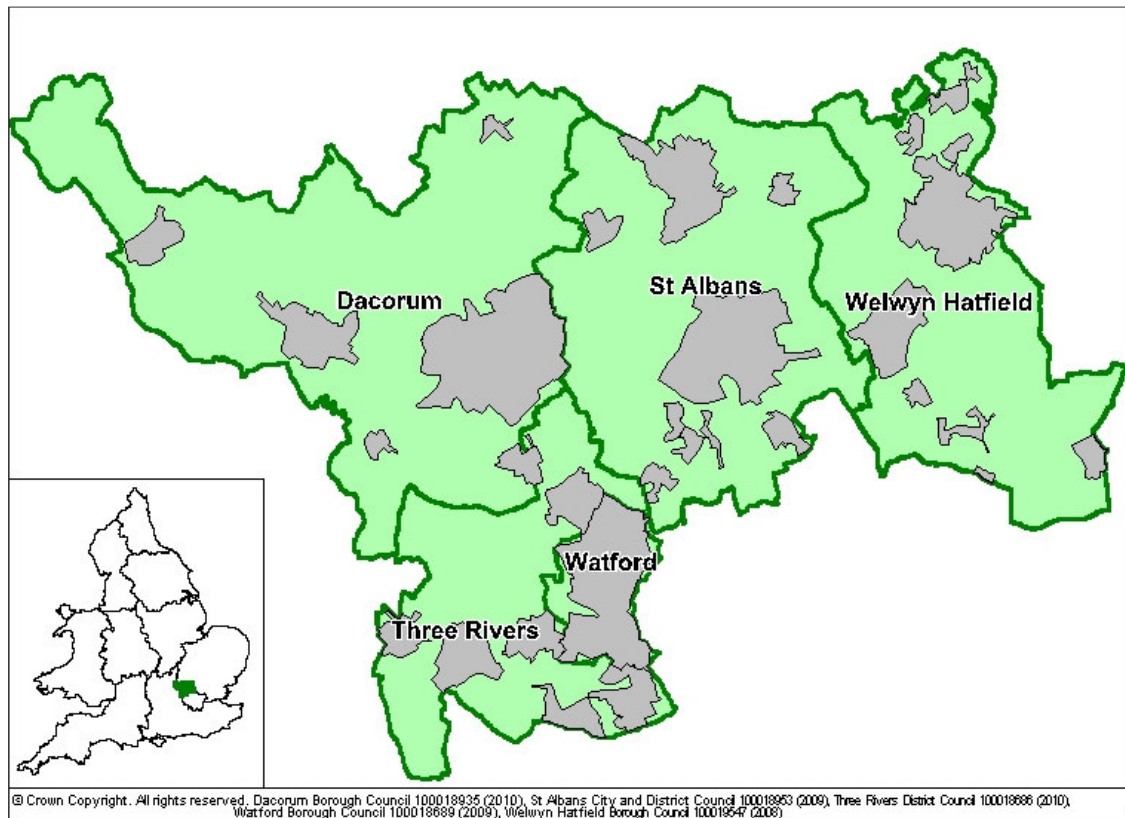 Dacorum
St Albans
Welwyn Hatfield
Watford
Three Rivers
© Crown Copyright. All rights reserved. Dacorum Borough Council 100018935 (2010), St Albans City and District Council 100018953 (2009), Three Rivers District Council 100018686 (2010),
Watford Borough Council 100018689 (2009), Welwyn Hatfield Borough Council 100019547 (2008)